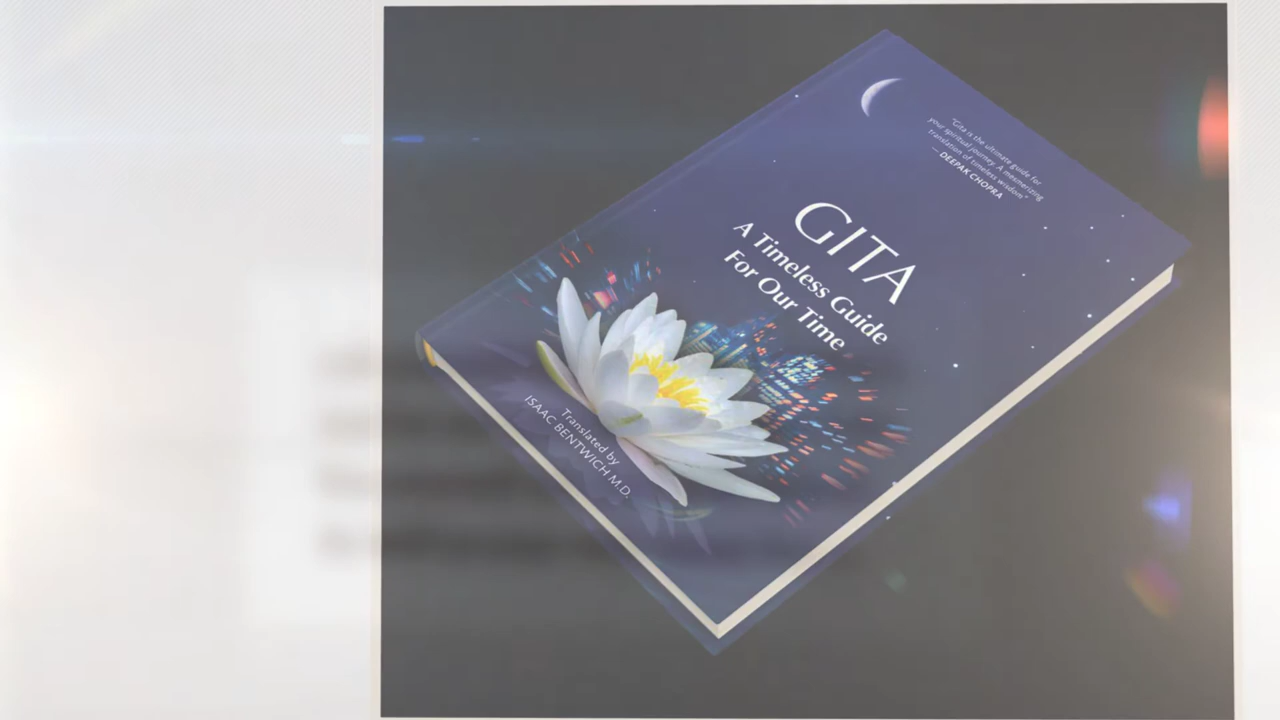 "Gita is the ultimate guide for
your spiritual journey. A mesmerizing
translation of timeless wisdom"
— DEEPAK CHOPRA
GITA
A Timeless Guide
For Our Time
Translated by
ISAAC BENTWICH M.D.